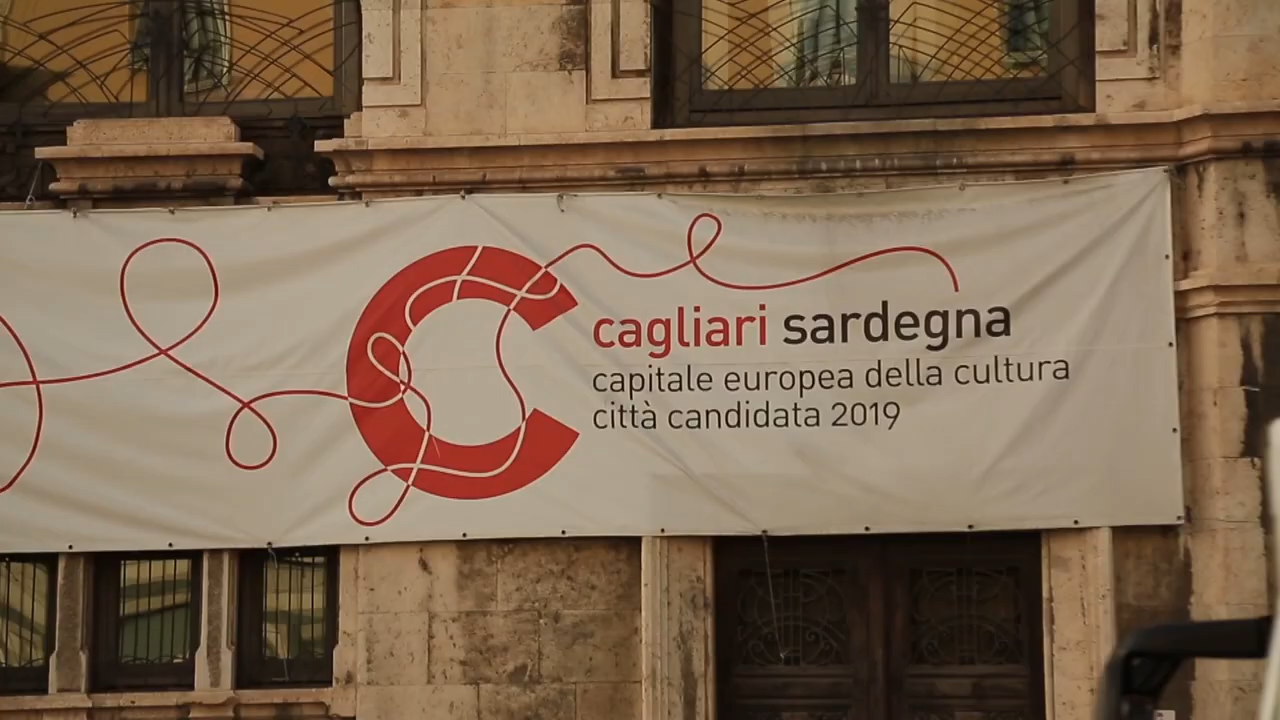 cagliari sardegna
capitale europea della cultura
città candidata 2019